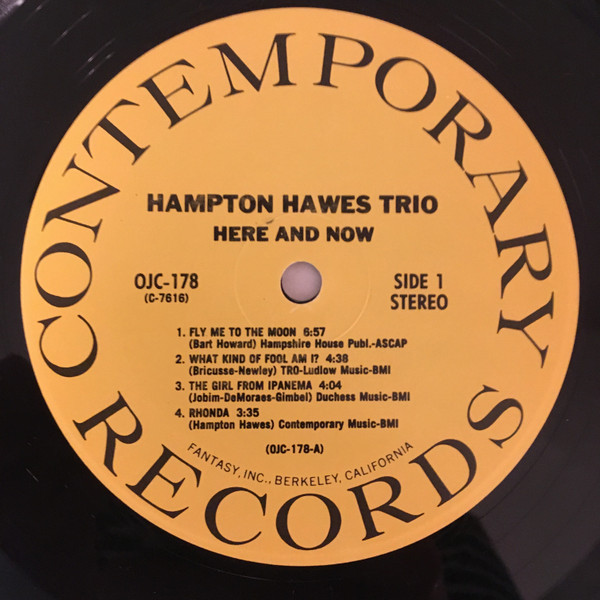 CONTEMPORARY RECORDS
HAMPTON HAWES TRIO
HERE AND NOW
OJC-178
(C-7616)
SIDE 1
STEREO
1. FLY ME TO THE MOON 6:57
(Bart Howard) Hampshire House Publ.-ASCAP
2. WHAT KIND OF FOOL AM I? 4:38
(Bricusse-Newley) TRO-Ludlow Music-BMI
3. THE GIRL FROM IPANEMA 4:04
(Jobim-DeMoraes-Gimbel) Duchess Music-BMI
4. RHONDA 3:35
(Hampton Hawes) Contemporary Music-BMI
(OJC-178-A)
FANTASY, INC., BERKELEY, CALIFORNIA